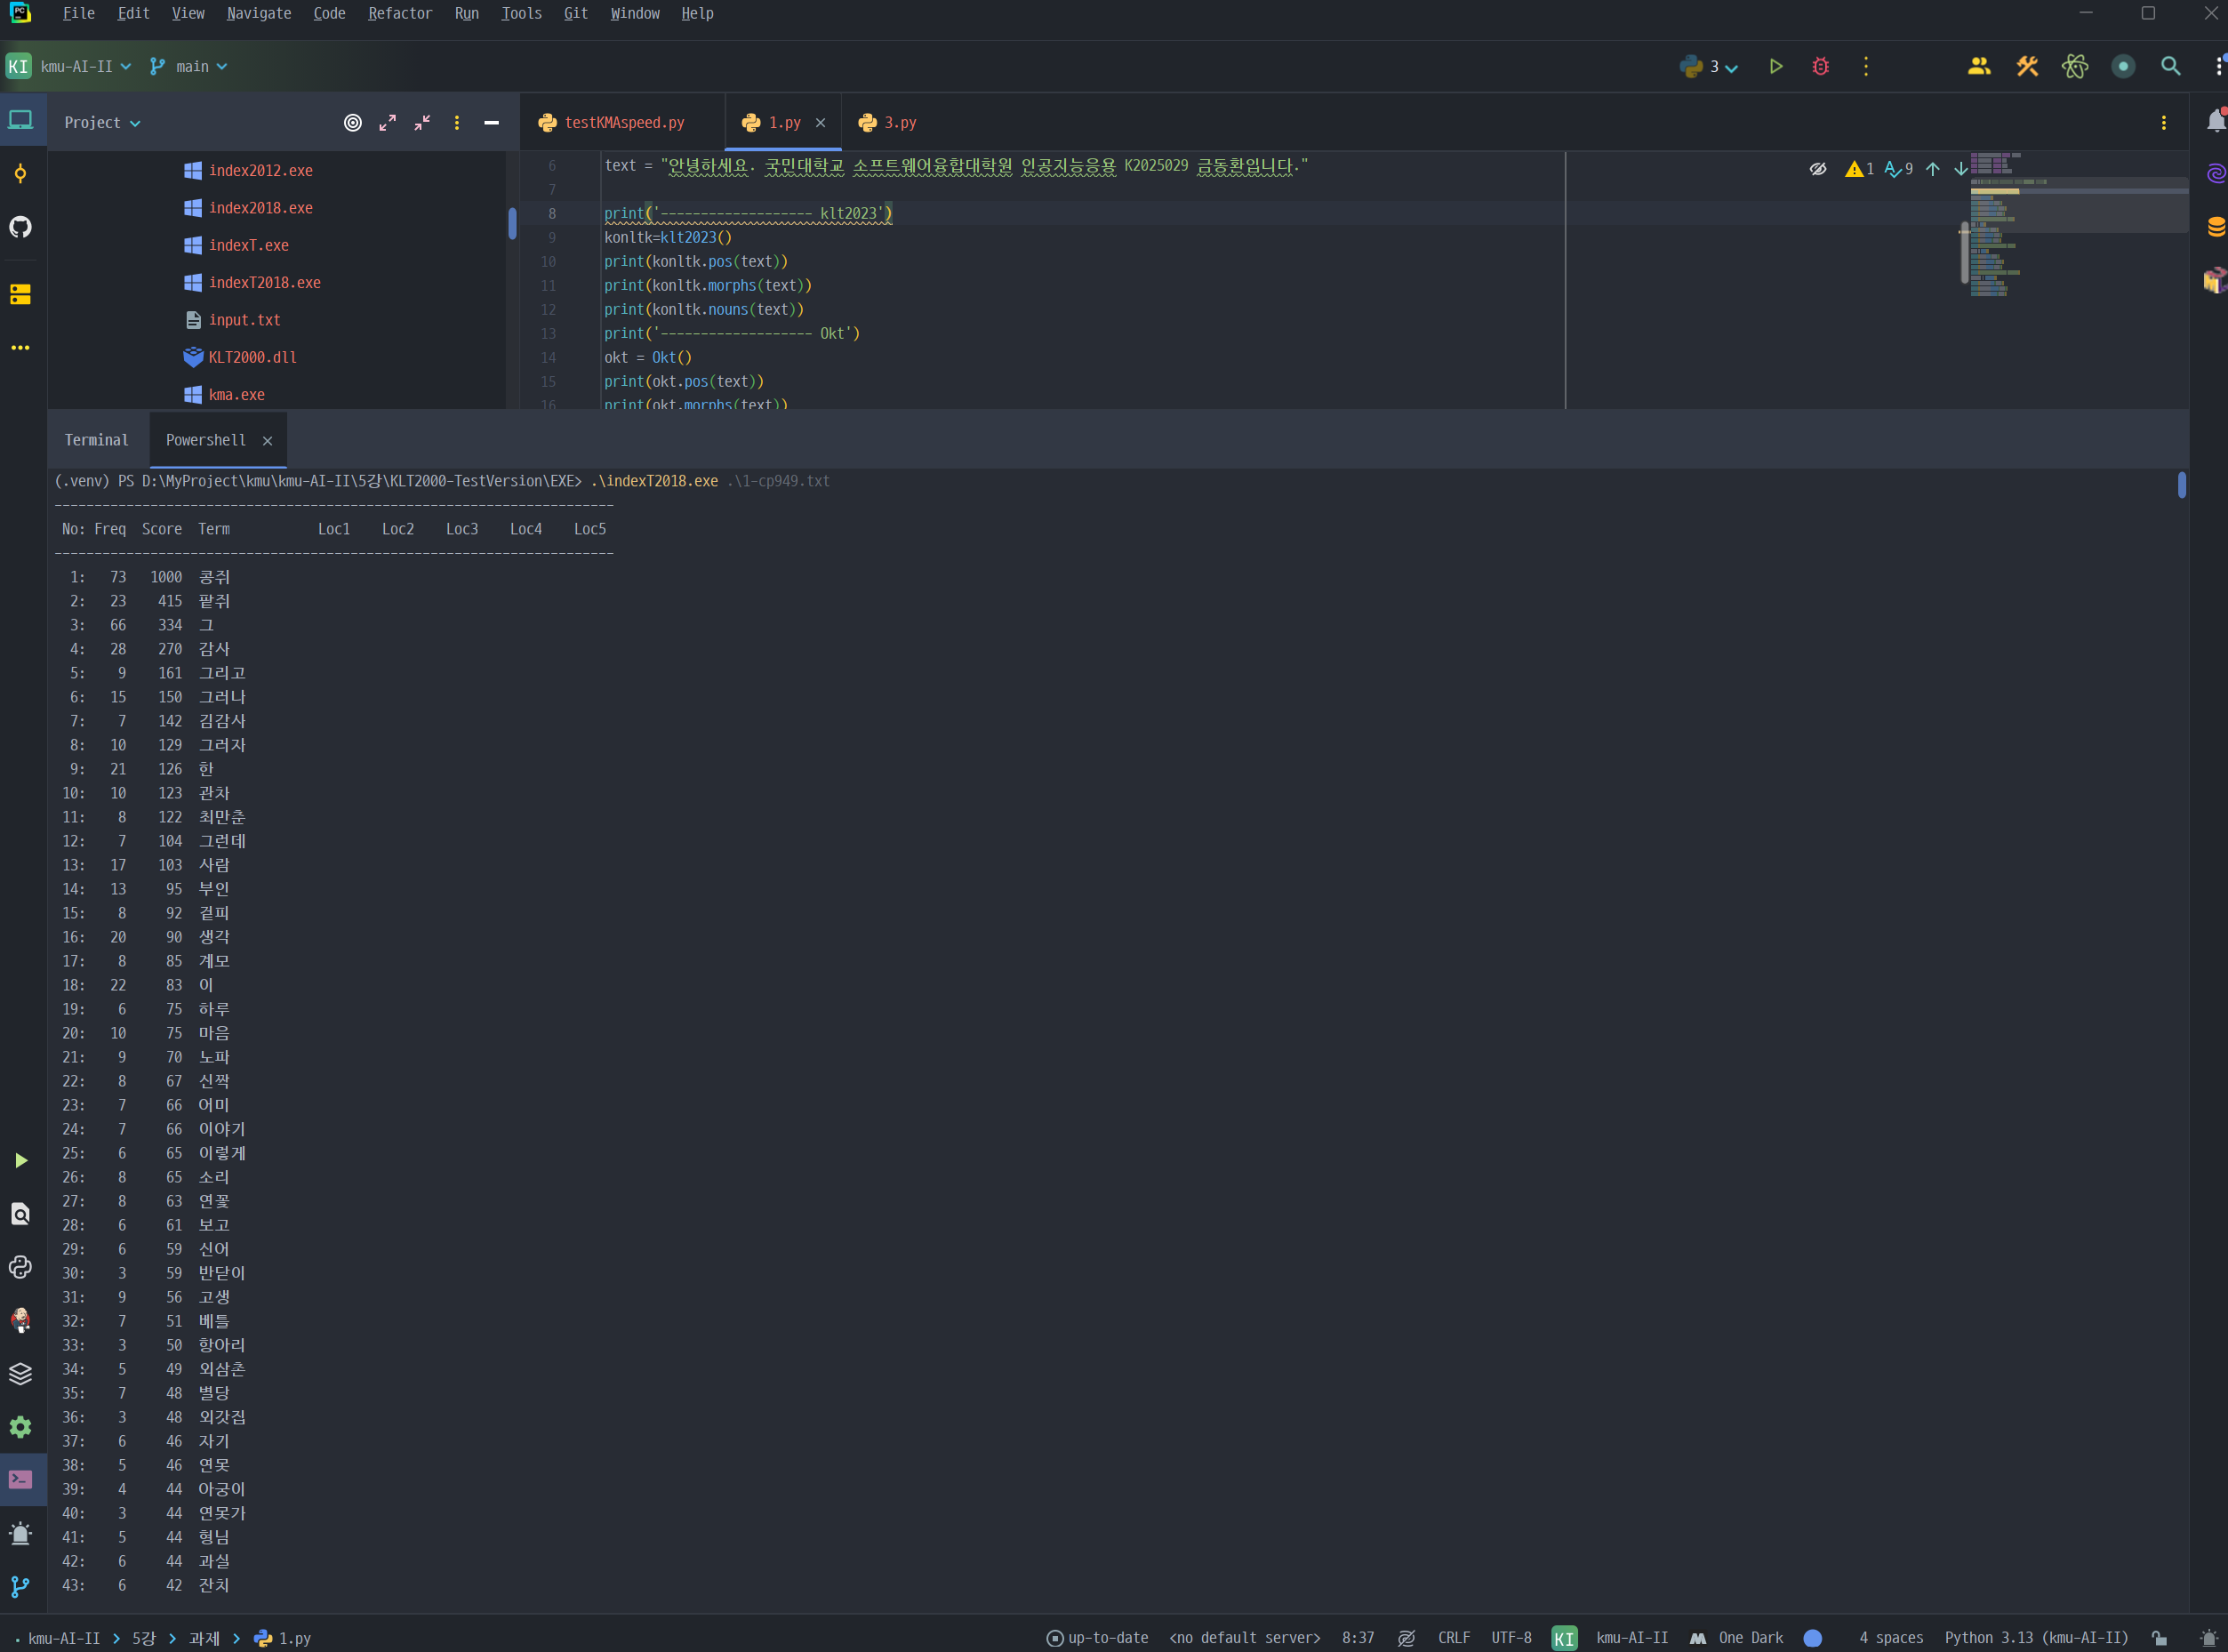 File Edit View Navigate Code Refactor Run Tools Git Window Help
KI kmu-AI-II main 3
Project
testKMAspeed.py 1.py 3.py
index2012.exe
index2018.exe
indexT.exe
indexT2018.exe
input.txt
KLT2000.dll
kma.exe
6 text = "안녕하세요. 국민대학교 소프트웨어융합대학원 인공지능응용 K2025029 금동환입니다."
1 9
7
8 print('------------------- klt2023')
9 konltk=klt2023()
10 print(konltk.pos(text))
11 print(konltk.morphs(text))
12 print(konltk.nouns(text))
13 print('------------------- Okt')
14 okt = Okt()
15 print(okt.pos(text))
16 print(okt.morphs(text))
Terminal Powershell
(.venv) PS D:\MyProject\kmu\kmu-AI-II\5강\KLT2000-TestVersion\EXE> .\indexT2018.exe .\1-cp949.txt
----------------------------------------------------------------------
No: Freq Score Term Loc1 Loc2 Loc3 Loc4 Loc5
----------------------------------------------------------------------
1: 73 1000 콩쥐
2: 23 415 팥쥐
3: 66 334 그
4: 28 270 감사
5: 9 161 그리고
6: 15 150 그러나
7: 7 142 김감사
8: 10 129 그러자
9: 21 126 한
10: 10 123 관차
11: 8 122 최만춘
12: 7 104 그런데
13: 17 103 사람
14: 13 95 부인
15: 8 92 겉피
16: 20 90 생각
17: 8 85 계모
18: 22 83 이
19: 6 75 하루
20: 10 75 마음
21: 9 70 노파
22: 8 67 신짝
23: 7 66 어미
24: 7 66 이야기
25: 6 65 이렇게
26: 8 65 소리
27: 8 63 연꽃
28: 6 61 보고
29: 6 59 신어
30: 3 59 반닫이
31: 9 56 고생
32: 7 51 베틀
33: 3 50 항아리
34: 5 49 외삼촌
35: 7 48 별당
36: 3 48 외갓집
37: 6 46 자기
38: 5 46 연못
39: 4 44 아궁이
40: 3 44 연못가
41: 5 44 형님
42: 6 44 과실
43: 6 42 잔치
kmu-AI-II > 5강 > 과제 > 1.py up-to-date <no default server> 8:37 CRLF UTF-8 KI kmu-AI-II One Dark 4 spaces Python 3.13 (kmu-AI-II)